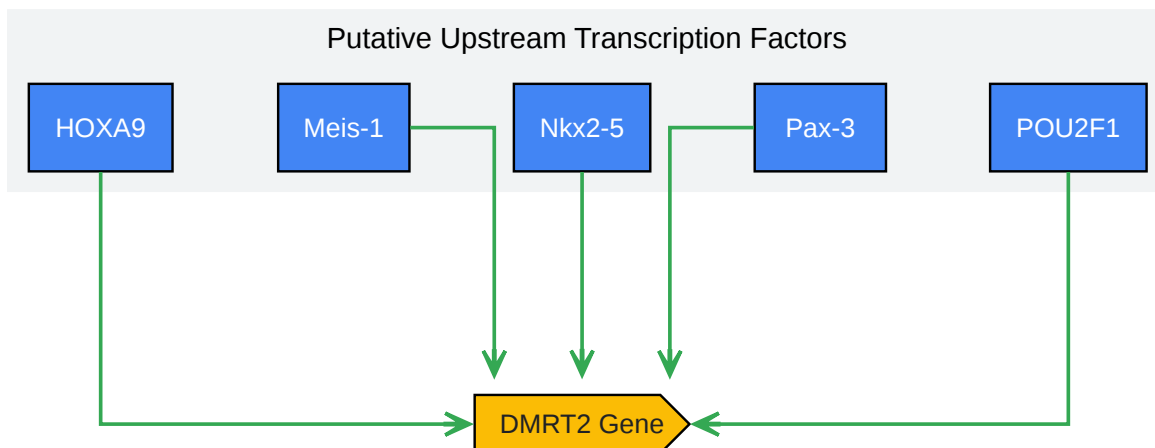 Putative Upstream Transcription Factors
HOXA9
Meis-1
Nkx2-5
Pax-3
POU2F1
DMRT2 Gene